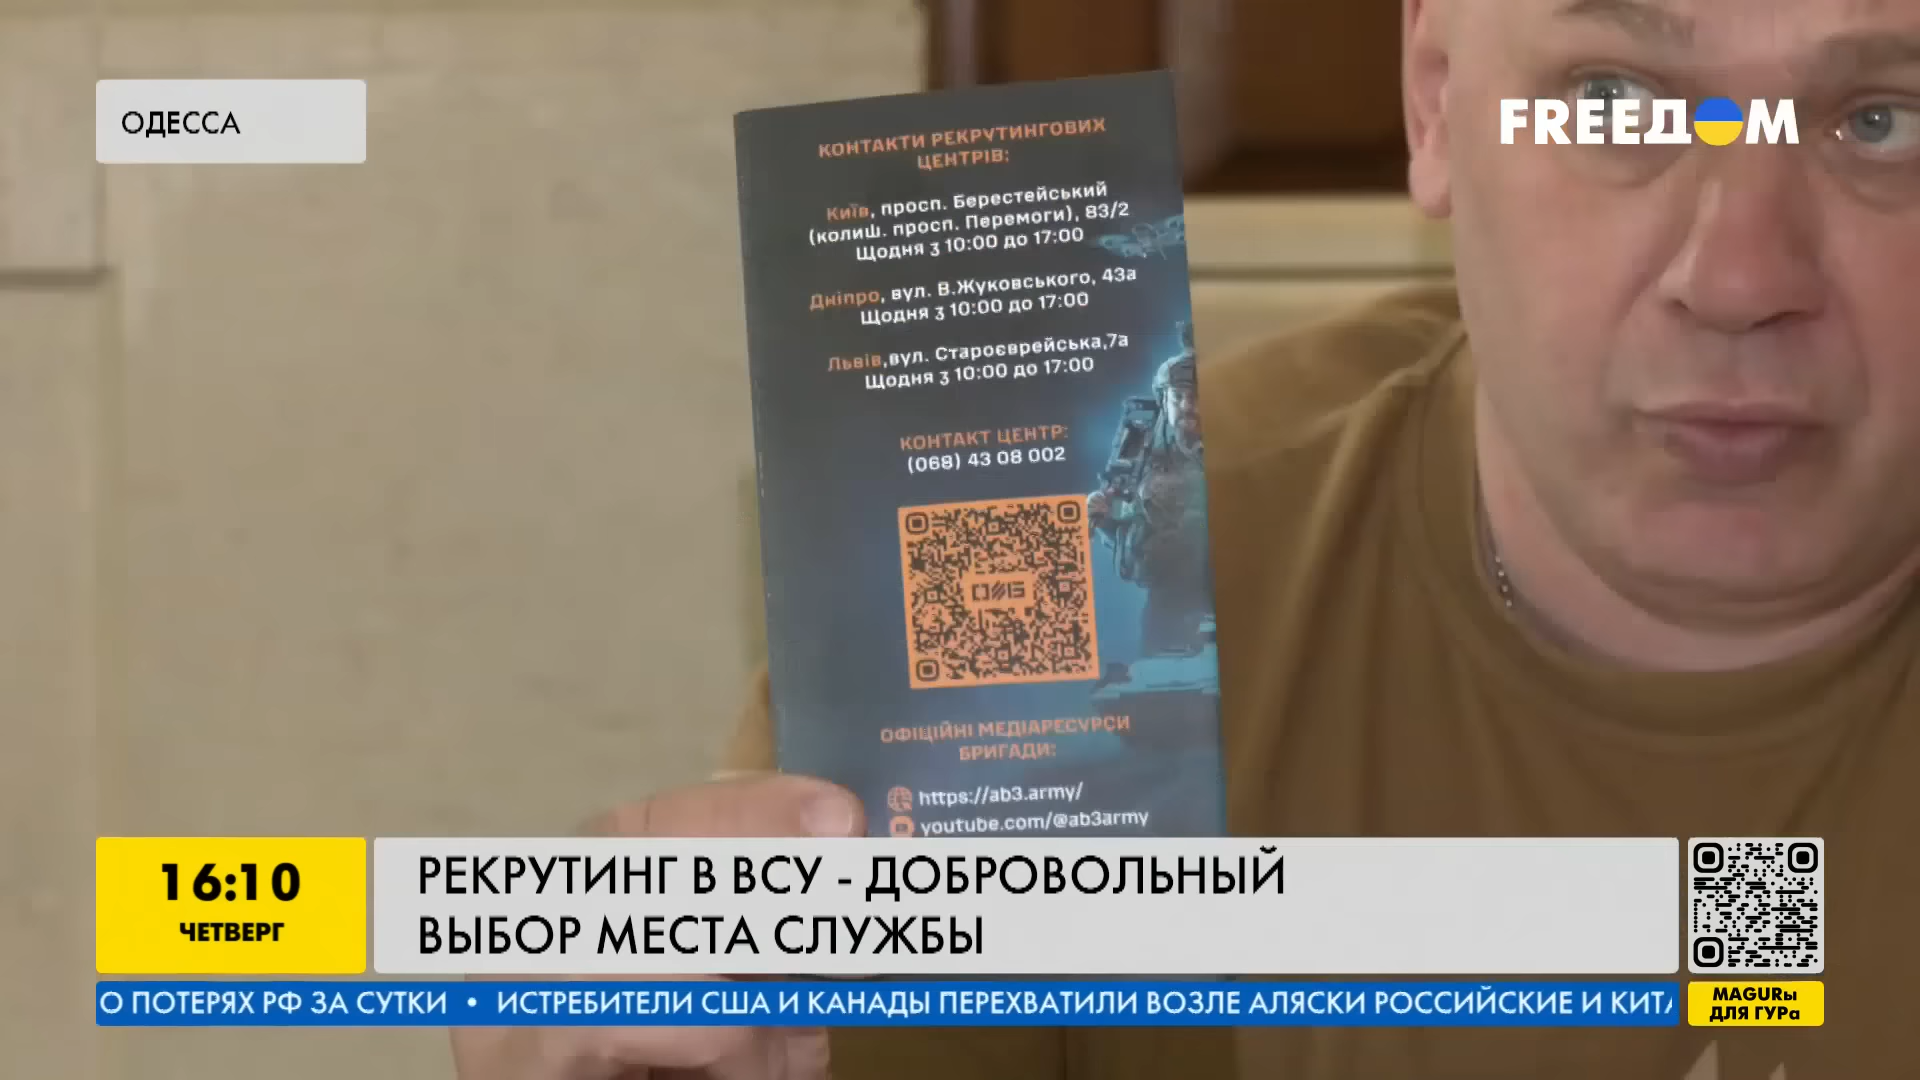 ОДЕССА
FREEДOM
КОНТАКТИ РЕКРУТИНГОВИХ
ЦЕНТРІВ:
Київ, просп. Берестейський
(колиш. просп. Перемоги), 83/2
Щодня з 10:00 до 17:00
Дніпро, вул. В.Жуковського, 43а
Щодня з 10:00 до 17:00
Львів,вул. Староєврейська,7а
Щодня з 10:00 до 17:00
КОНТАКТ ЦЕНТР:
(068) 43 08 002
ОФІЦІЙНІ МЕДІАРЕСУРСИ
БРИГАДИ:
https://ab3.army/
youtube.com/@ab3army
16:10
ЧЕТВЕРГ
РЕКРУТИНГ В ВСУ - ДОБРОВОЛЬНЫЙ
ВЫБОР МЕСТА СЛУЖБЫ
О ПОТЕРЯХ РФ ЗА СУТКИ • ИСТРЕБИТЕЛИ США И КАНАДЫ ПЕРЕХВАТИЛИ ВОЗЛЕ АЛЯСКИ РОССИЙСКИЕ И КИТА
MAGURы
ДЛЯ ГУРа